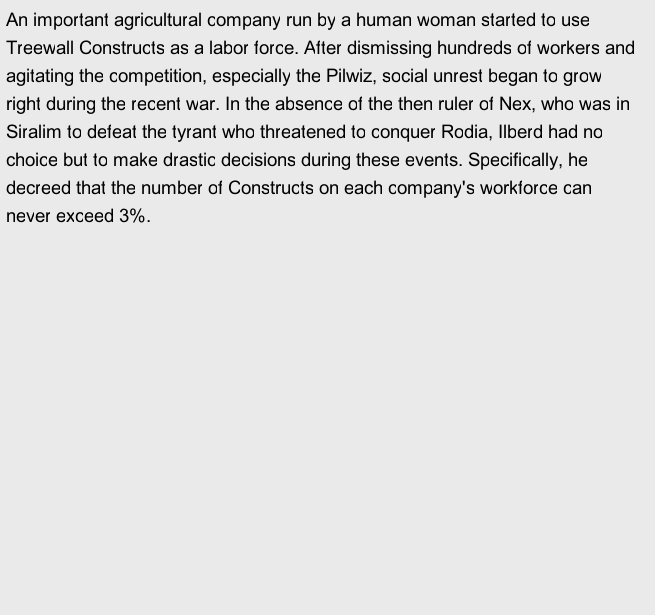 An important agricultural company run by a human woman started to use
Treewall Constructs as a labor force. After dismissing hundreds of workers and
agitating the competition, especially the Pilwiz, social unrest began to grow
right during the recent war. In the absence of the then ruler of Nex, who was in
Siralim to defeat the tyrant who threatened to conquer Rodia, Ilberd had no
choice but to make drastic decisions during these events. Specifically, he
decreed that the number of Constructs on each company's workforce can
never exceed 3%.